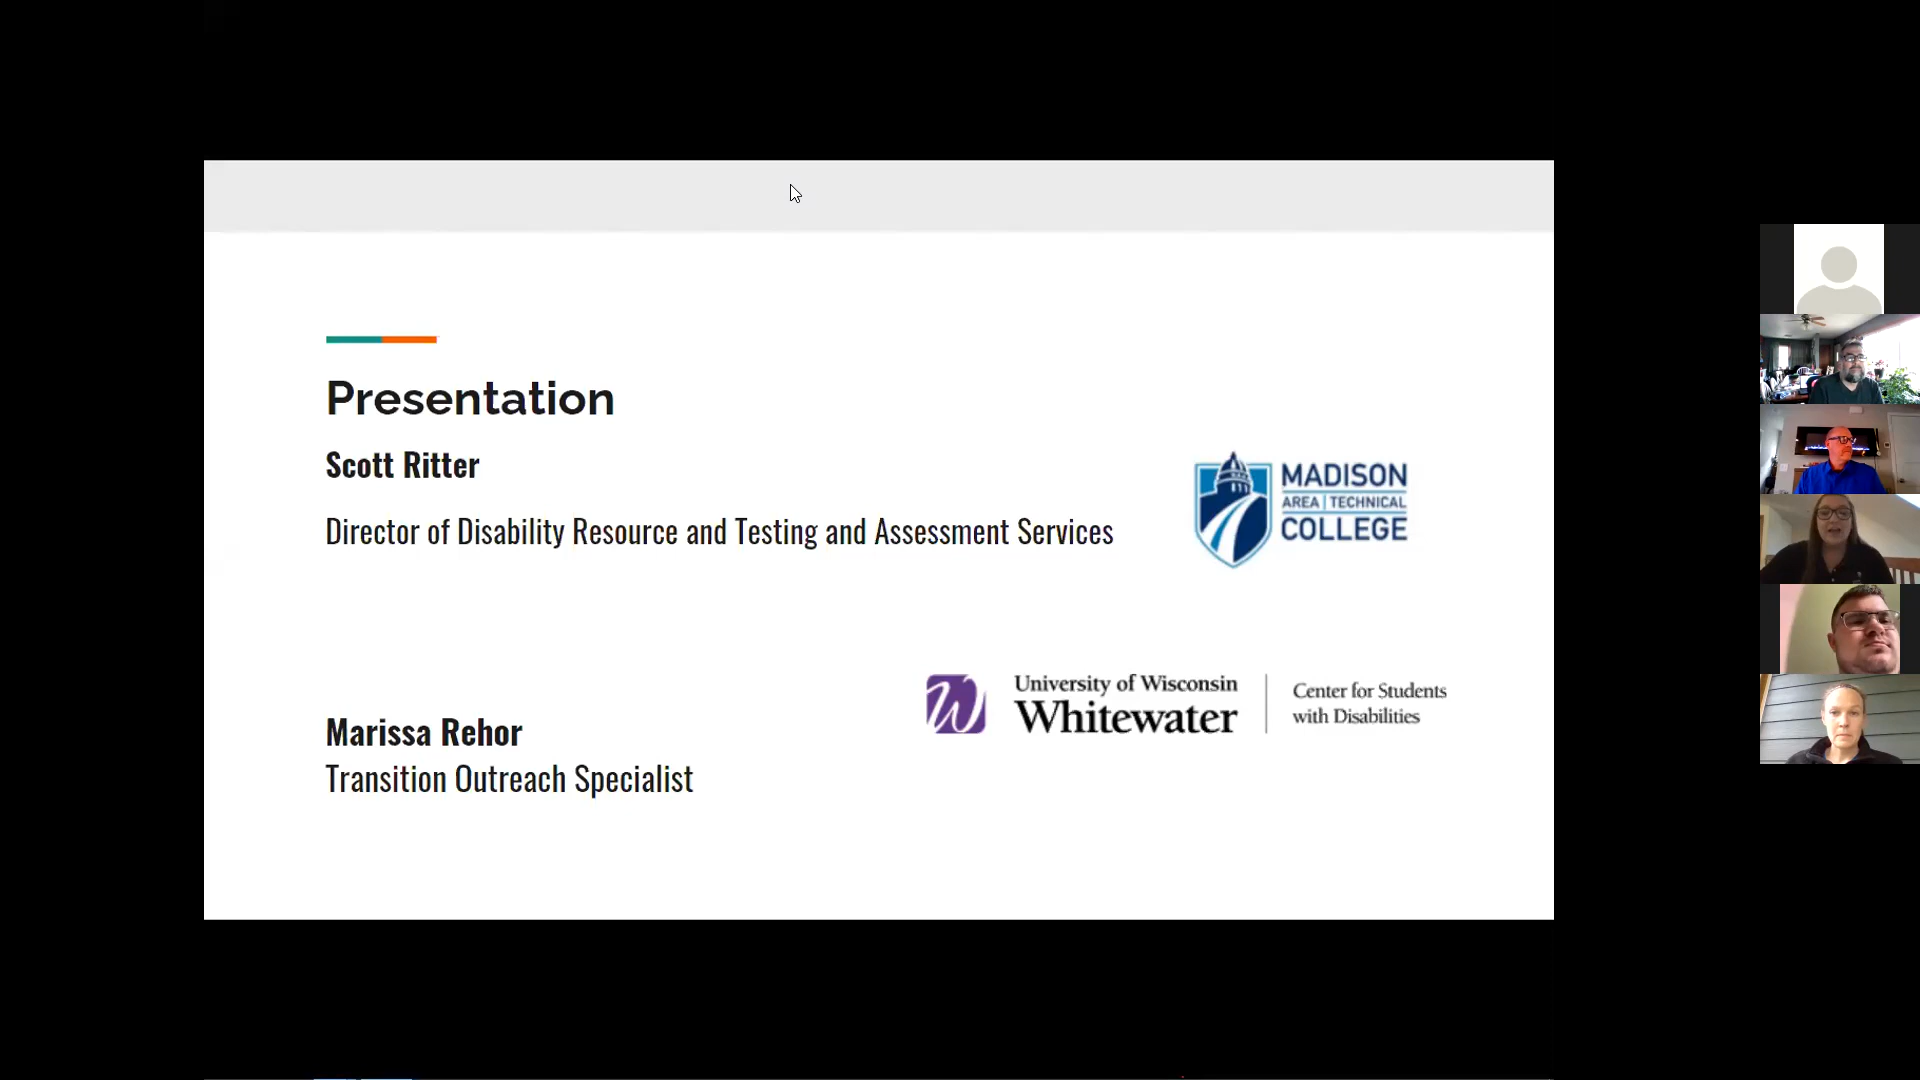 Presentation
Scott Ritter
Director of Disability Resource and Testing and Assessment Services
MADISON
AREA | TECHNICAL
COLLEGE
University of Wisconsin
Whitewater
Center for Students
with Disabilities
Marissa Rehor
Transition Outreach Specialist